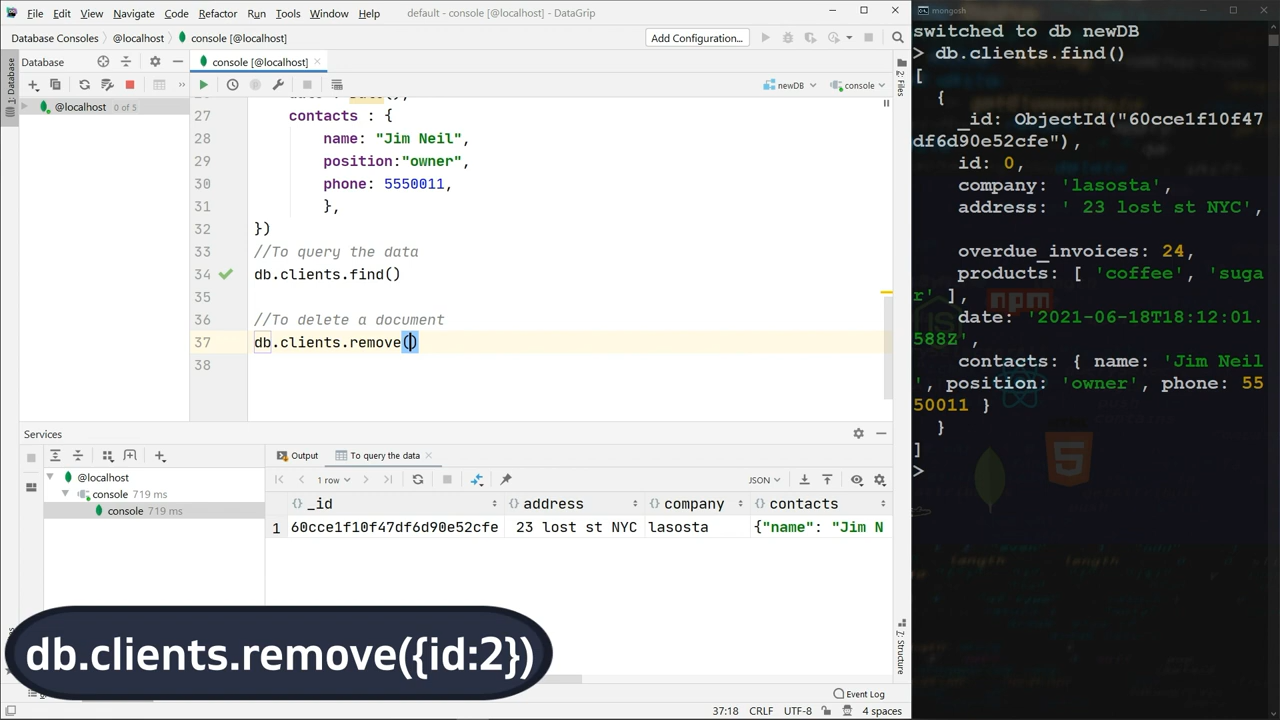 File Edit View Navigate Code Refactor Run Tools Window Help default - console [@localhost] - DataGrip
Database Consoles @localhost console [@localhost] Add Configuration...
Database
console [@localhost]
1: Database
2: Files
@localhost 0 of 5
newDB console
27 contacts : {
28 name: "Jim Neil",
29 position:"owner",
30 phone: 5550011,
31 },
32 })
33 //To query the data
34 db.clients.find()
35
36 //To delete a document
37 db.clients.remove()
38
Services
@localhost
console 719 ms
console 719 ms
Output To query the data
1 row JSON
_id address company contacts
1 60cce1f10f47df6d90e52cfe 23 lost st NYC lasosta {"name": "Jim N
Z: Structure
db.clients.remove({id:2})
Event Log
37:18 CRLF UTF-8 4 spaces
mongosh
switched to db newDB
> db.clients.find()
[
{
_id: ObjectId("60cce1f10f47
df6d90e52cfe"),
id: 0,
company: 'lasosta',
address: ' 23 lost st NYC',
overdue_invoices: 24,
products: [ 'coffee', 'suga
r' ],
date: '2021-06-18T18:12:01.
588Z',
contacts: { name: 'Jim Neil
', position: 'owner', phone: 55
50011 }
}
]
>
npm